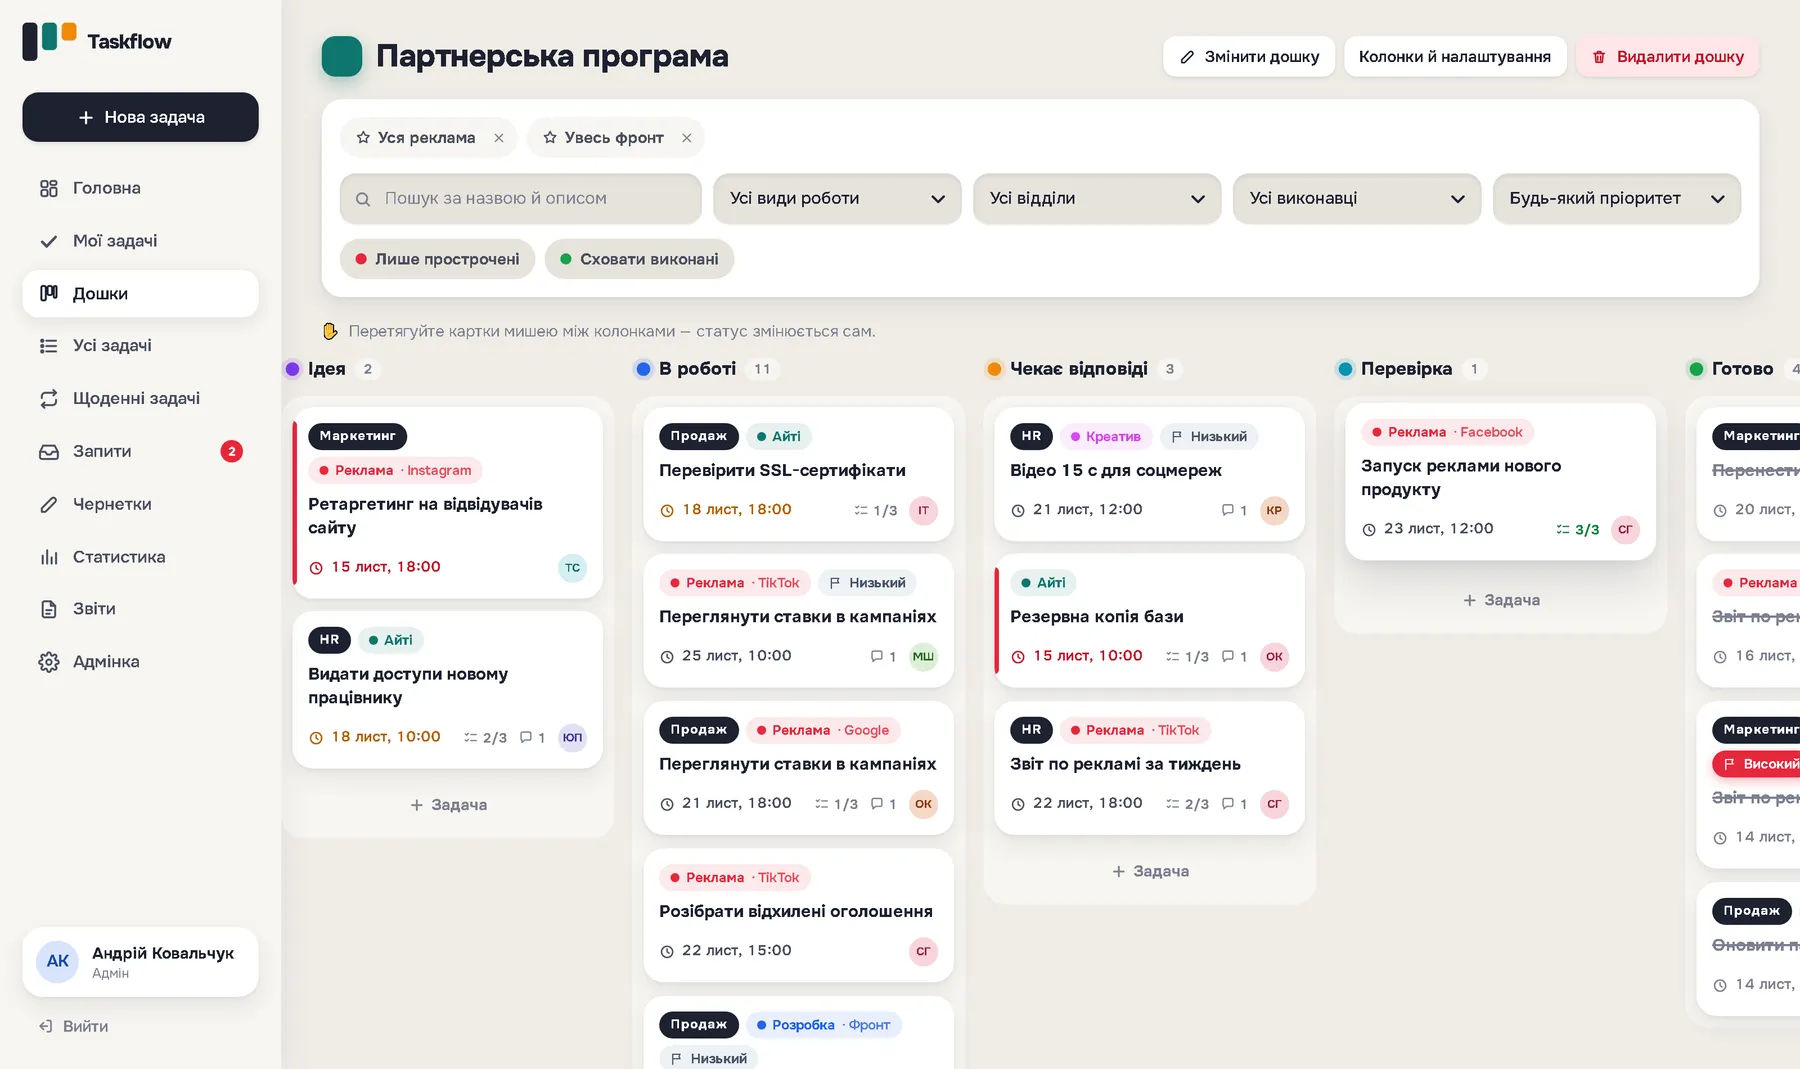 Taskflow
Нова задача
Головна
Мої задачі
Дошки
Усі задачі
Щоденні задачі
Запити 2
Чернетки
Статистика
Звіти
Адмінка
АК
Андрій Ковальчук
Адмін
Вийти
Партнерська програма
Змінити дошку
Колонки й налаштування
Видалити дошку
Уся реклама ×
Увесь фронт ×
Пошук за назвою й описом
Усі види роботи
Усі відділи
Усі виконавці
Будь-який пріоритет
Лише прострочені
Сховати виконані
Перетягуйте картки мишею між колонками — статус змінюється сам.
Ідея 2
Маркетинг
Реклама · Instagram
Ретаргетинг на відвідувачів
сайту
15 лист, 18:00 ТС
HR Айті
Видати доступи новому
працівнику
18 лист, 10:00 2/3 1 ЮП
+ Задача
В роботі 11
Продаж Айті
Перевірити SSL-сертифікати
18 лист, 18:00 1/3 ІТ
Реклама · TikTok Низький
Переглянути ставки в кампаніях
25 лист, 10:00 1 МШ
Продаж Реклама · Google
Переглянути ставки в кампаніях
21 лист, 18:00 1/3 1 ОК
Реклама · TikTok
Розібрати відхилені оголошення
22 лист, 15:00 СГ
Продаж Розробка · Фронт
Низький
Чекає відповіді 3
HR Креатив Низький
Відео 15 с для соцмереж
21 лист, 12:00 1 КР
Айті
Резервна копія бази
15 лист, 10:00 1/3 1 ОК
HR Реклама · TikTok
Звіт по рекламі за тиждень
22 лист, 18:00 2/3 1 СГ
+ Задача
Перевірка 1
Реклама · Facebook
Запуск реклами нового
продукту
23 лист, 12:00 3/3 СГ
+ Задача
Готово 4
Маркетинг
Перенести
20 лист,
Реклама
Звіт по рек
16 лист,
Маркетинг
Високий
Звіт по рек
14 лист,
Продаж
Оновити п
14 лист,